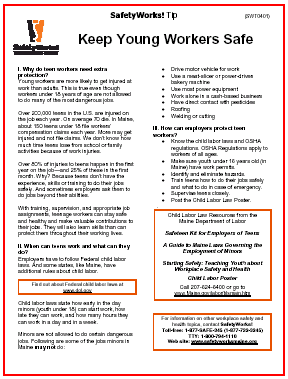 SafetyWorks! Tip
(SWT0401)
SafetyWorks!
Keep Young Workers Safe
I. Why do teen workers need extra
protection?
Young workers are more likely to get injured at
work than adults. This is true even though
workers under 18 years of age are not allowed
to do many of the most dangerous jobs.
Over 200,000 teens in the U.S. are injured on
the job each year. On average 70 die. In Maine,
about 150 teens under 18 file workers'
compensation claims each year. More may get
injured and not file claims. We don't know how
much time teens lose from school or family
activities because of work injuries.
Over 50% of injuries to teens happen in the first
year on the job—and 25% of these in the first
month. Why? Because teens don't have the
experience, skills or training to do their jobs
safely. And sometimes employers ask them to
do jobs beyond their abilities.
With training, supervision, and appropriate job
assignments, teenage workers can stay safe
and healthy and make valuable contributions to
their jobs. They will also learn skills than can
protect them throughout their working lives.
II. When can teens work and what can they
do?
Employers have to follow Federal child labor
laws. And some states, like Maine, have
additional rules about child labor.
Find out about Federal child labor laws at
www.dol.gov
Child labor laws state how early in the day
minors (youth under 18) can start work, how
late they can work, and how many hours they
can work in a day and in a week.
Minors are not allowed to do certain dangerous
jobs. Following are some of the jobs minors in
Maine may not do:
• Drive motor vehicle for work
• Use a meat-slicer or power-driven
bakery machine
• Use most power equipment
• Work alone in a cash-based business
• Have direct contact with pesticides
• Roofing
• Welding or cutting
III. How can employers protect teen
workers?
• Know the child labor laws and OSHA
regulations. OSHA Regulations apply to
workers of all ages.
• Make sure youth under 16 years old (in
Maine) have work permits.
• Identify and eliminate hazards.
• Train teens how to do their jobs safely
and what to do in case of emergency.
• Supervise teens closely.
• Post the Child Labor Law Poster.
Child Labor Law Resources from the
Maine Department of Labor
Safeteen Kit for Employers of Teens
A Guide to Maine Laws Governing the
Employment of Minors
Starting Safely: Teaching Youth about
Workplace Safety and Health
Child Labor Poster
Call 207-624-6400 or go to
For information on other workplace safety and
health topics, contact SafetyWorks!
Toll-free: 1-877-SAFE-345 (1-877-723-3345)
TTY: 1-800-794-1110
Web site: www.safetyworksmaine.com